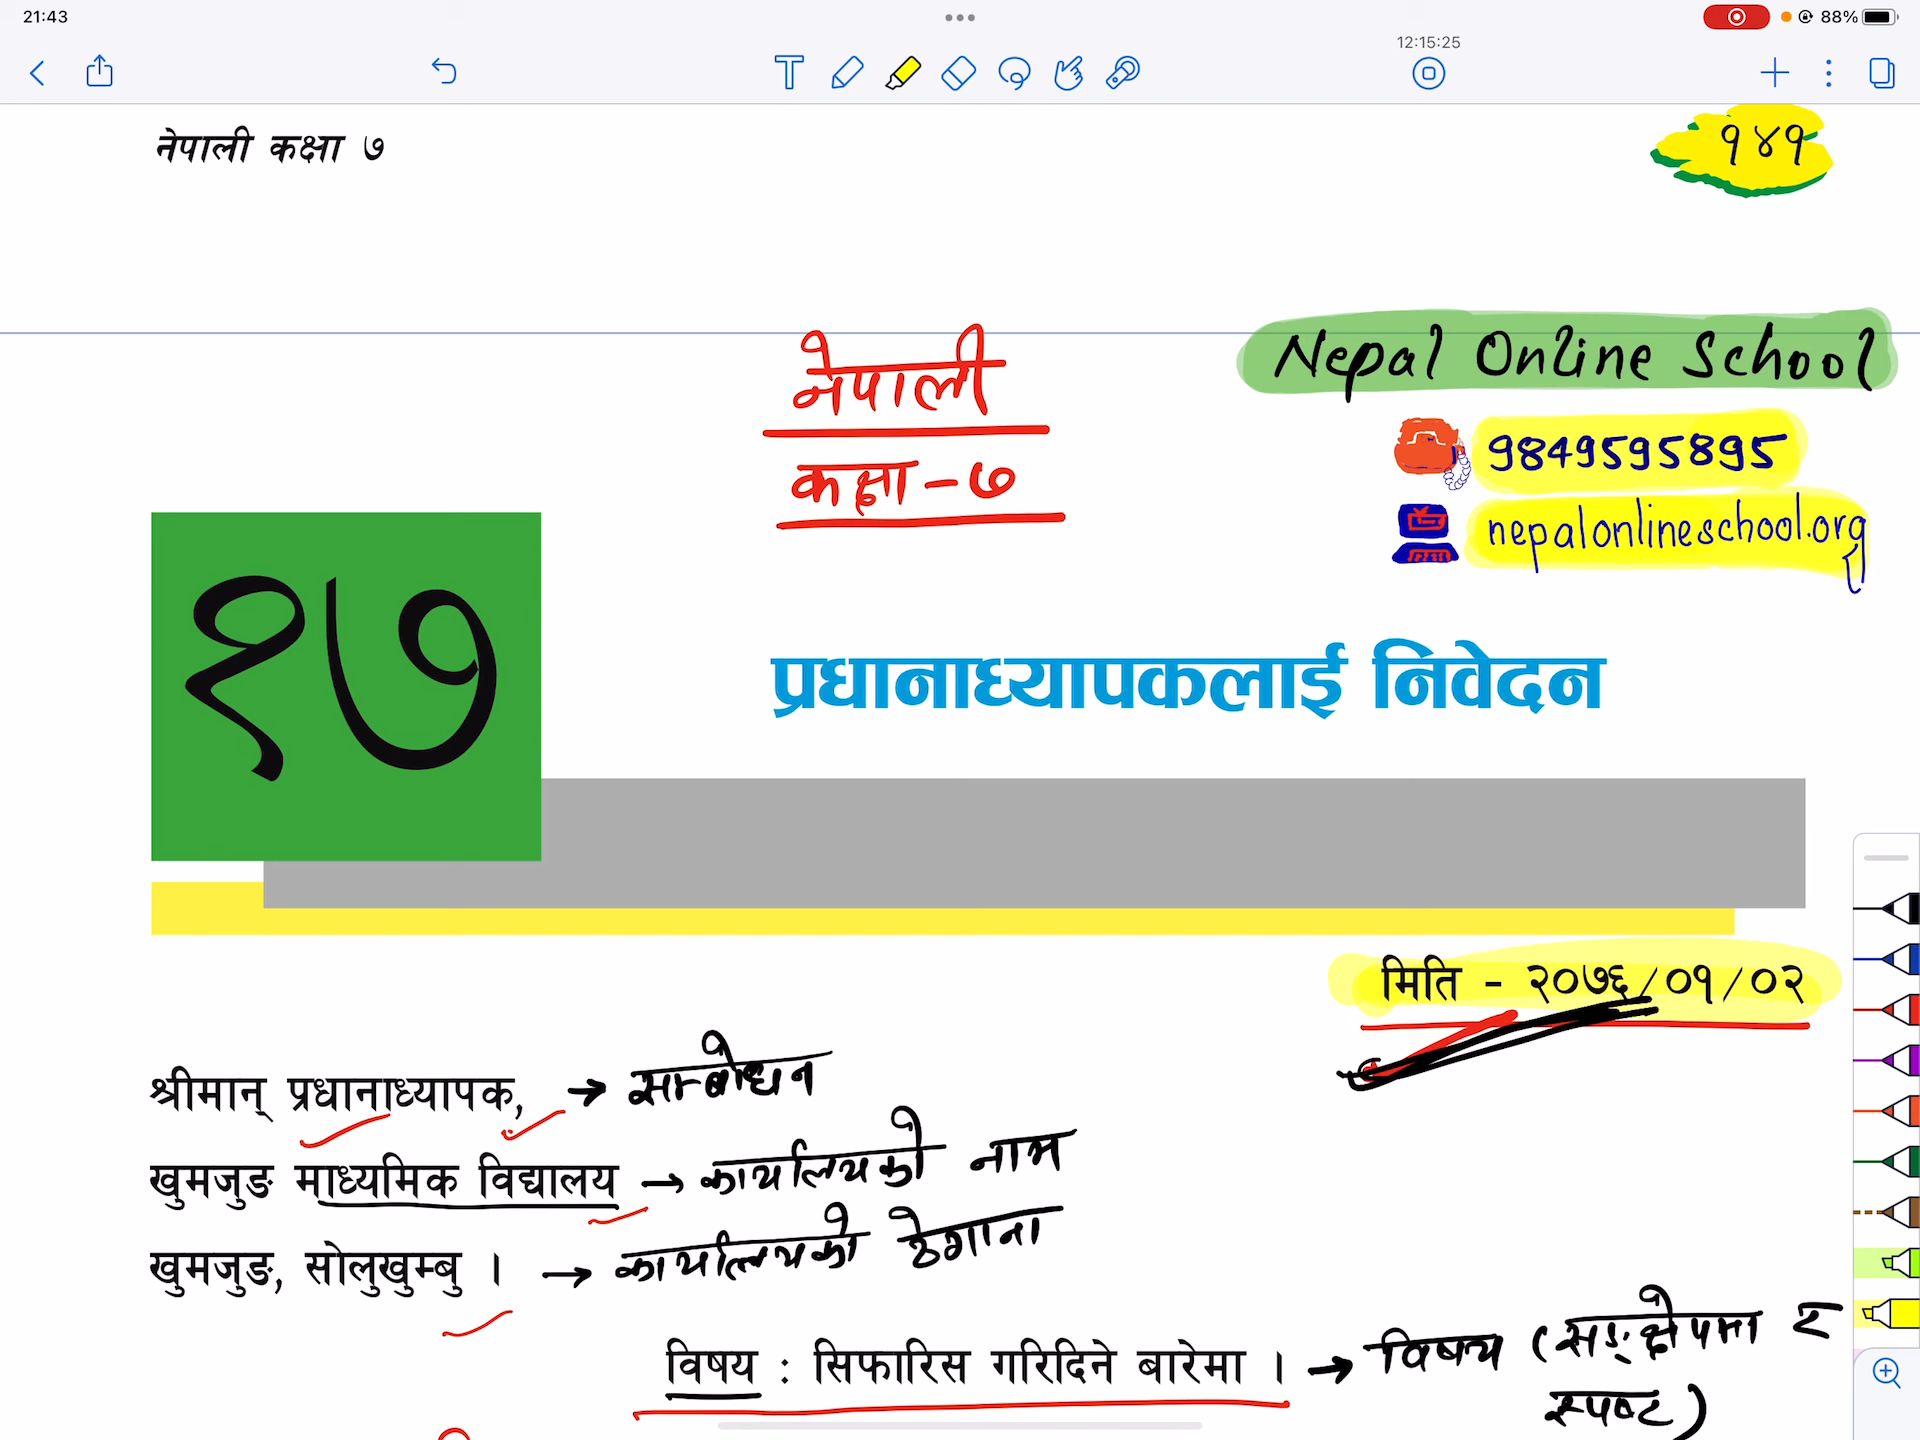 21:43
88%
12:15:25
नेपाली कक्षा ७
१४१
नेपाली
कक्षा - ७
Nepal Online School
9849595895
nepalonlineschool.org
१७
प्रधानाध्यापकलाई निवेदन
मिति - २०७६/०१/०२
श्रीमान् प्रधानाध्यापक, → सम्बोधन
खुमजुङ माध्यमिक विद्यालय → कार्यालयको नाम
खुमजुङ, सोलुखुम्बु । → कार्यालयको ठेगाना
विषय : सिफारिस गरिदिने बारेमा । → विषय (सङ्क्षेपमा र
स्पष्ट)